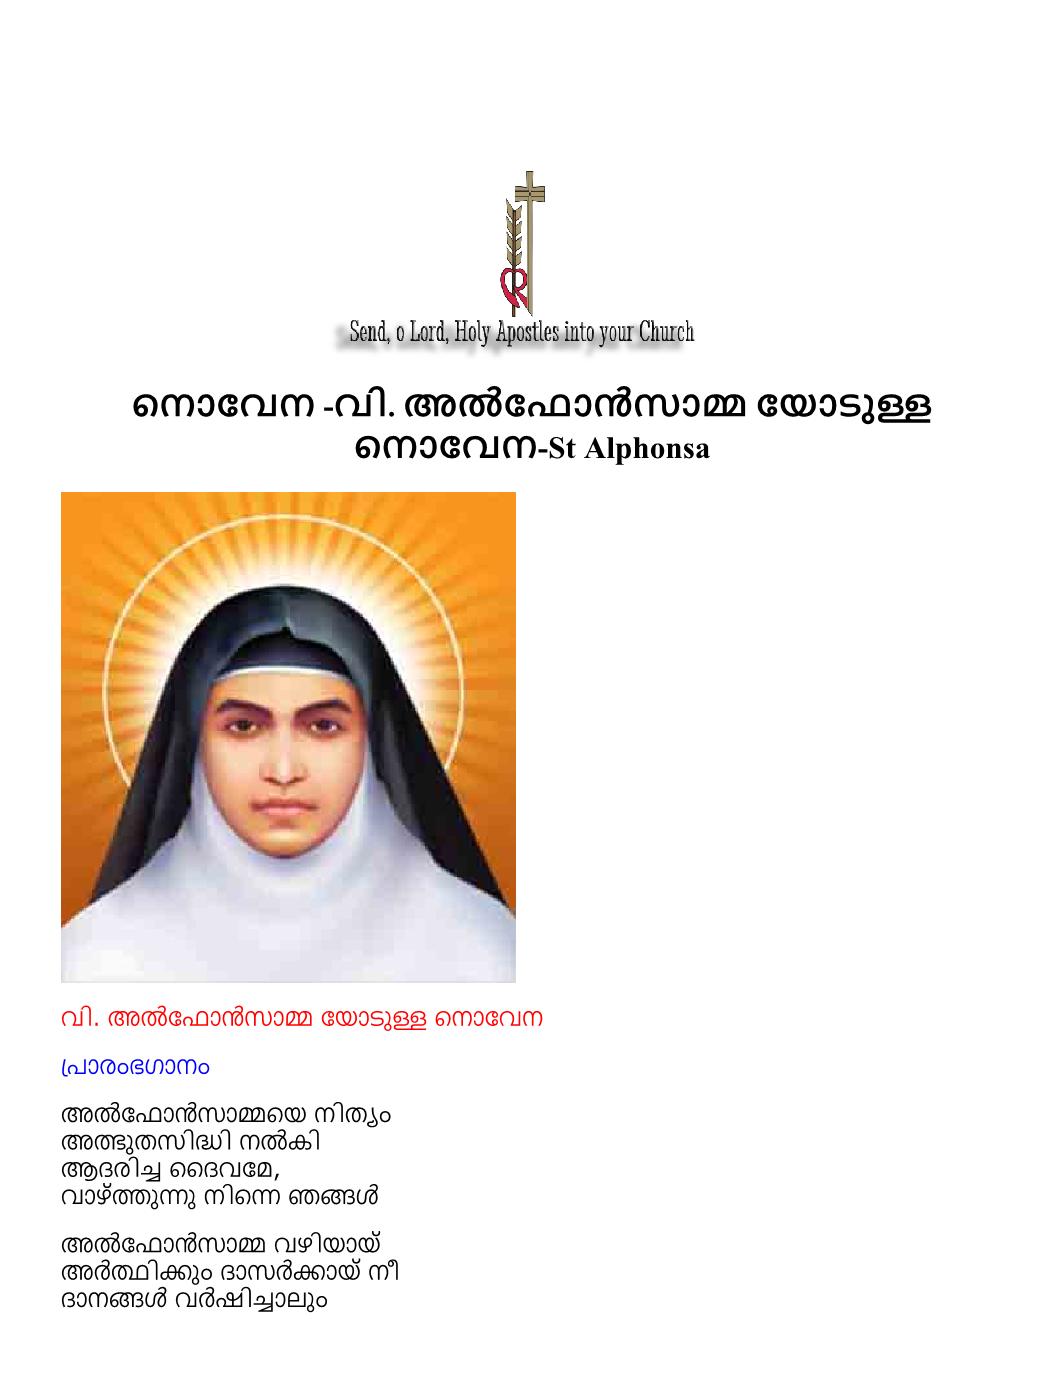 Send, o Lord, Holy Apostles into your Church
നൊവേന -വി. അൽഫോൻസാമ്മ യോടുള്ള
നൊവേന-St Alphonsa
വി. അൽഫോൻസാമ്മ യോടുള്ള നൊവേന
പ്രാരംഭഗാനം
അൽഫോൻസാമ്മയെ നിത്യം
അത്ഭുതസിദ്ധി നൽകി
ആദരിച്ച ദൈവമേ,
വാഴ്ത്തുന്നു നിന്നെ ഞങ്ങൾ
അൽഫോൻസാമ്മ വഴിയായ്
അർത്ഥിക്കും ദാസർക്കായ് നീ
ദാനങ്ങൾ വർഷിച്ചാലും